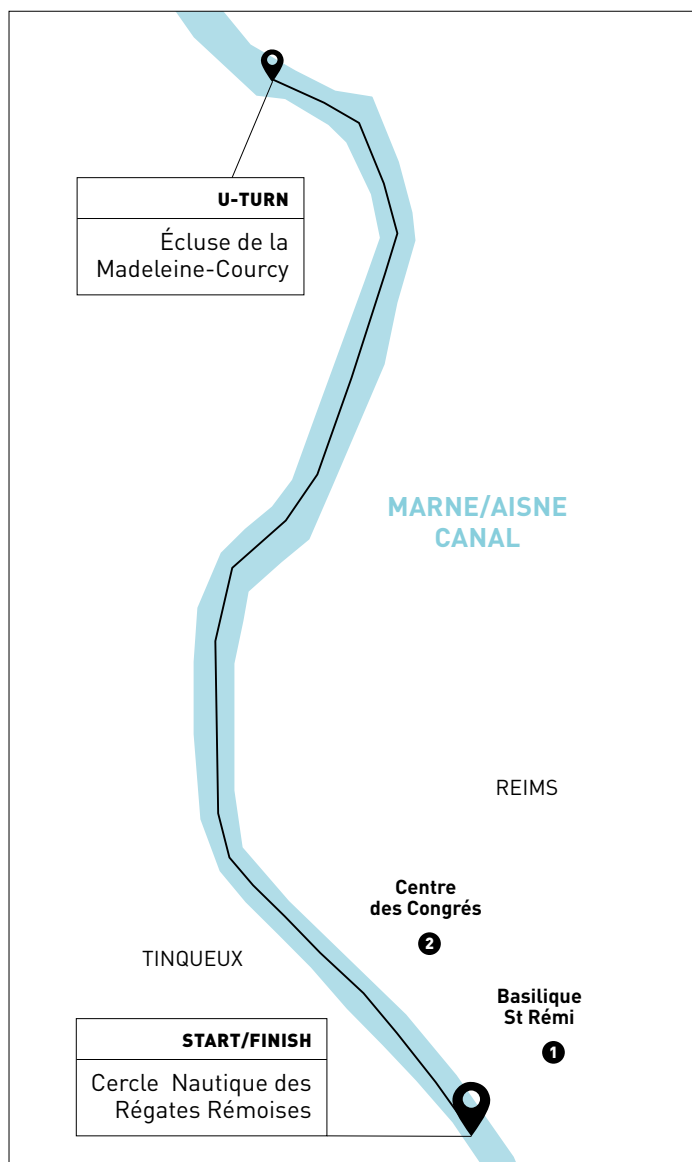 U-TURN
Écluse de la
Madeleine-Courcy
MARNE/AISNE
CANAL
REIMS
Centre
des Congrés
2
TINQUEUX
Basilique
St Rémi
1
START/FINISH
Cercle Nautique des
Régates Rémoises